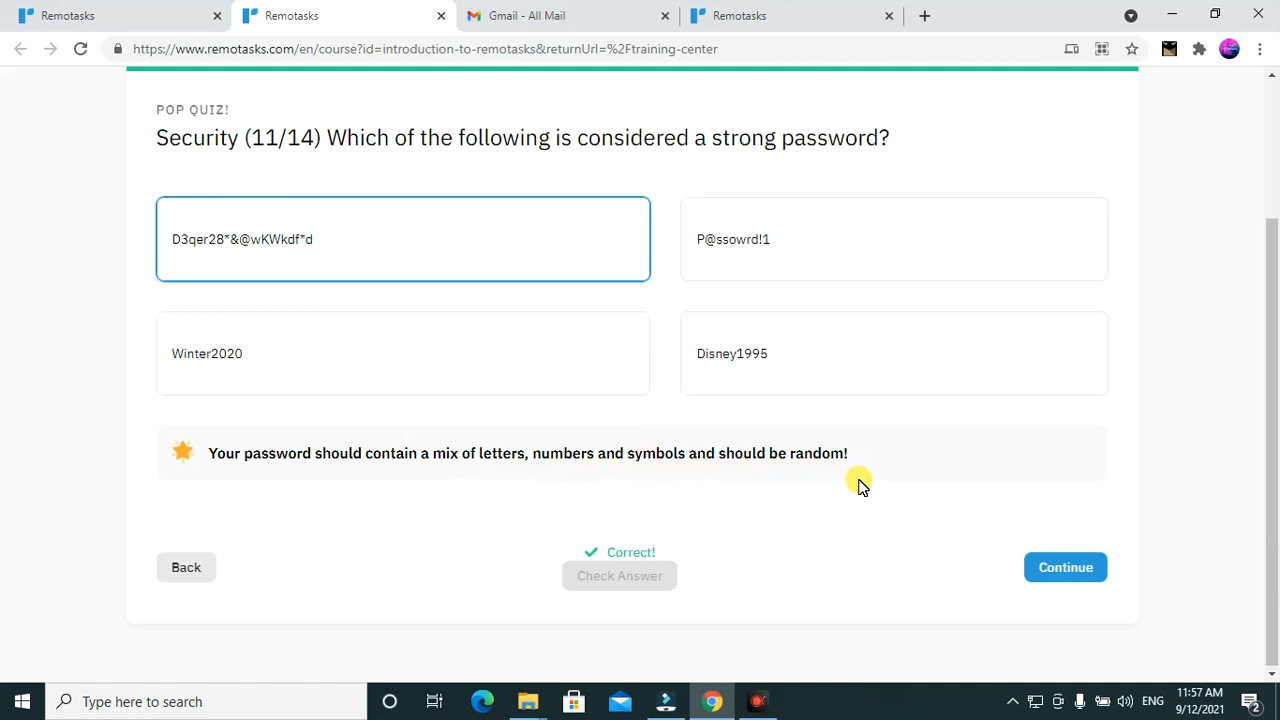 Remotasks
Remotasks
Gmail - All Mail
Remotasks
https://www.remotasks.com/en/course?id=introduction-to-remotasks&returnUrl=%2Ftraining-center
POP QUIZ!
Security (11/14) Which of the following is considered a strong password?
D3qer28*&@wKWkdf*d
P@ssowrd!1
Winter2020
Disney1995
Your password should contain a mix of letters, numbers and symbols and should be random!
Correct!
Back
Check Answer
Continue
Type here to search
ENG
11:57 AM
9/12/2021
2